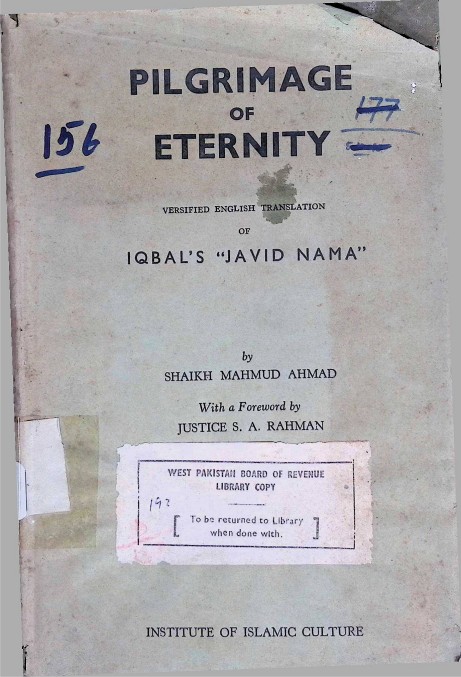 PILGRIMAGE
OF
ETERNITY
156
177
VERSIFIED ENGLISH TRANSLATION
OF
IQBAL'S "JAVID NAMA"
by
SHAIKH MAHMUD AHMAD
With a Foreword by
JUSTICE S. A. RAHMAN
WEST PAKISTAN BOARD OF REVENUE
LIBRARY COPY
[ To be returned to Library
when done with. ]
INSTITUTE OF ISLAMIC CULTURE